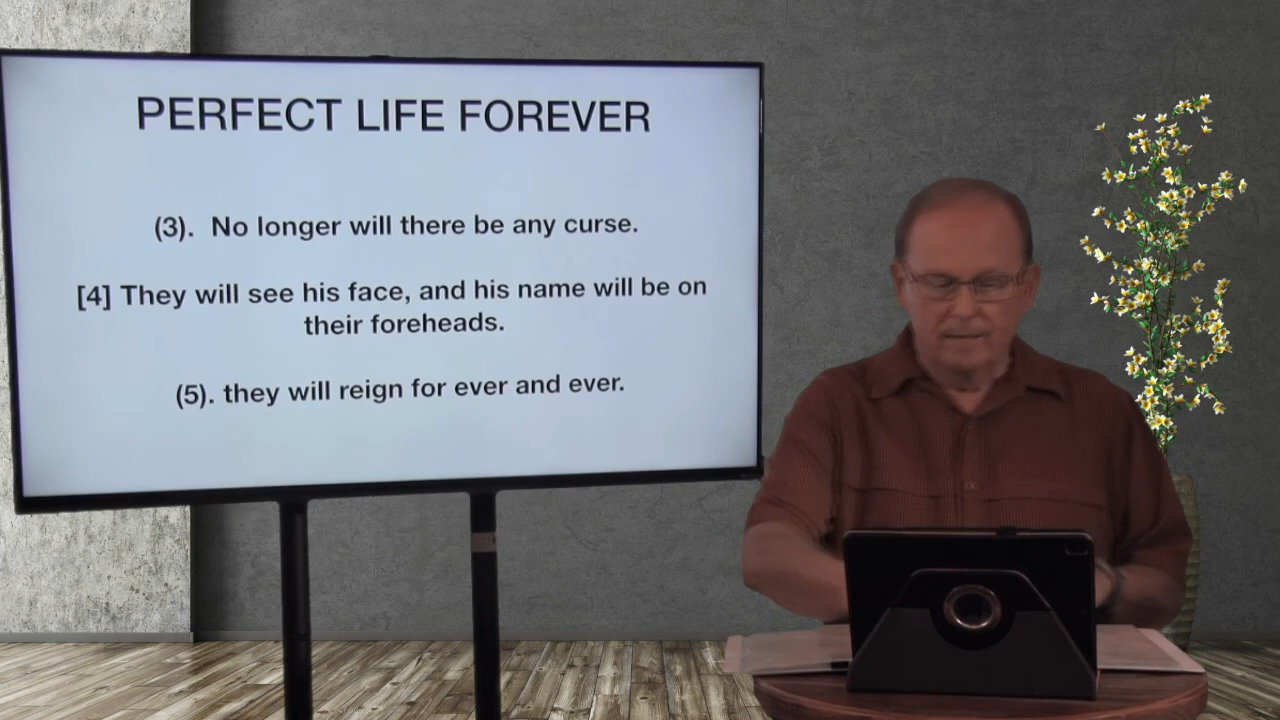 PERFECT LIFE FOREVER
(3). No longer will there be any curse.
[4] They will see his face, and his name will be on
their foreheads.
(5). they will reign for ever and ever.